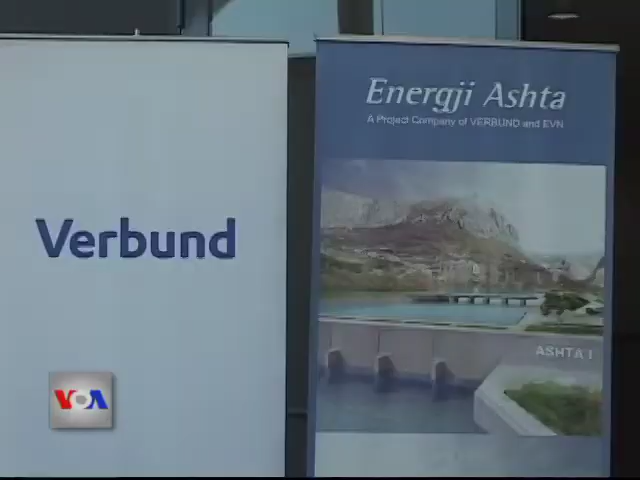 Verbund
Energji Ashta
A Project Company of VERBUND and EVN
ASHTA I
VOA